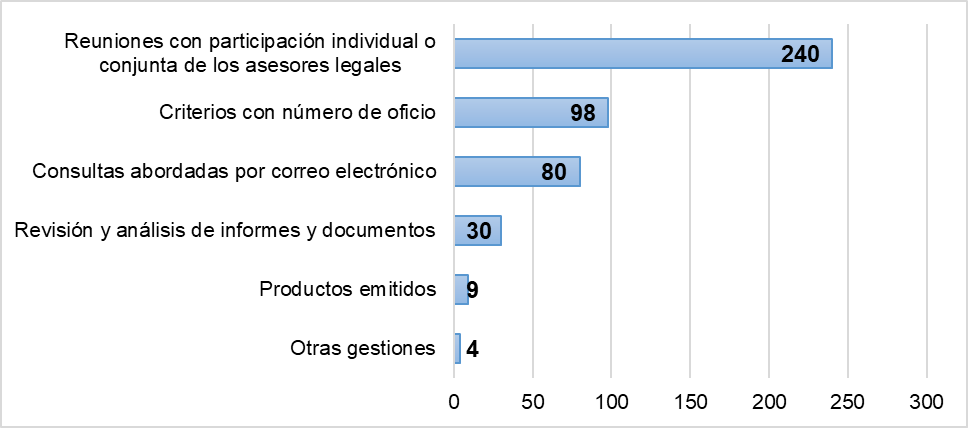 Reuniones con participación individual o
conjunta de los asesores legales
240
Criterios con número de oficio
98
Consultas abordadas por correo electrónico
80
Revisión y análisis de informes y documentos
30
Productos emitidos
9
Otras gestiones
4
0 50 100 150 200 250 300